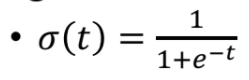 • σ(t) = 1/(1+e^{-t})